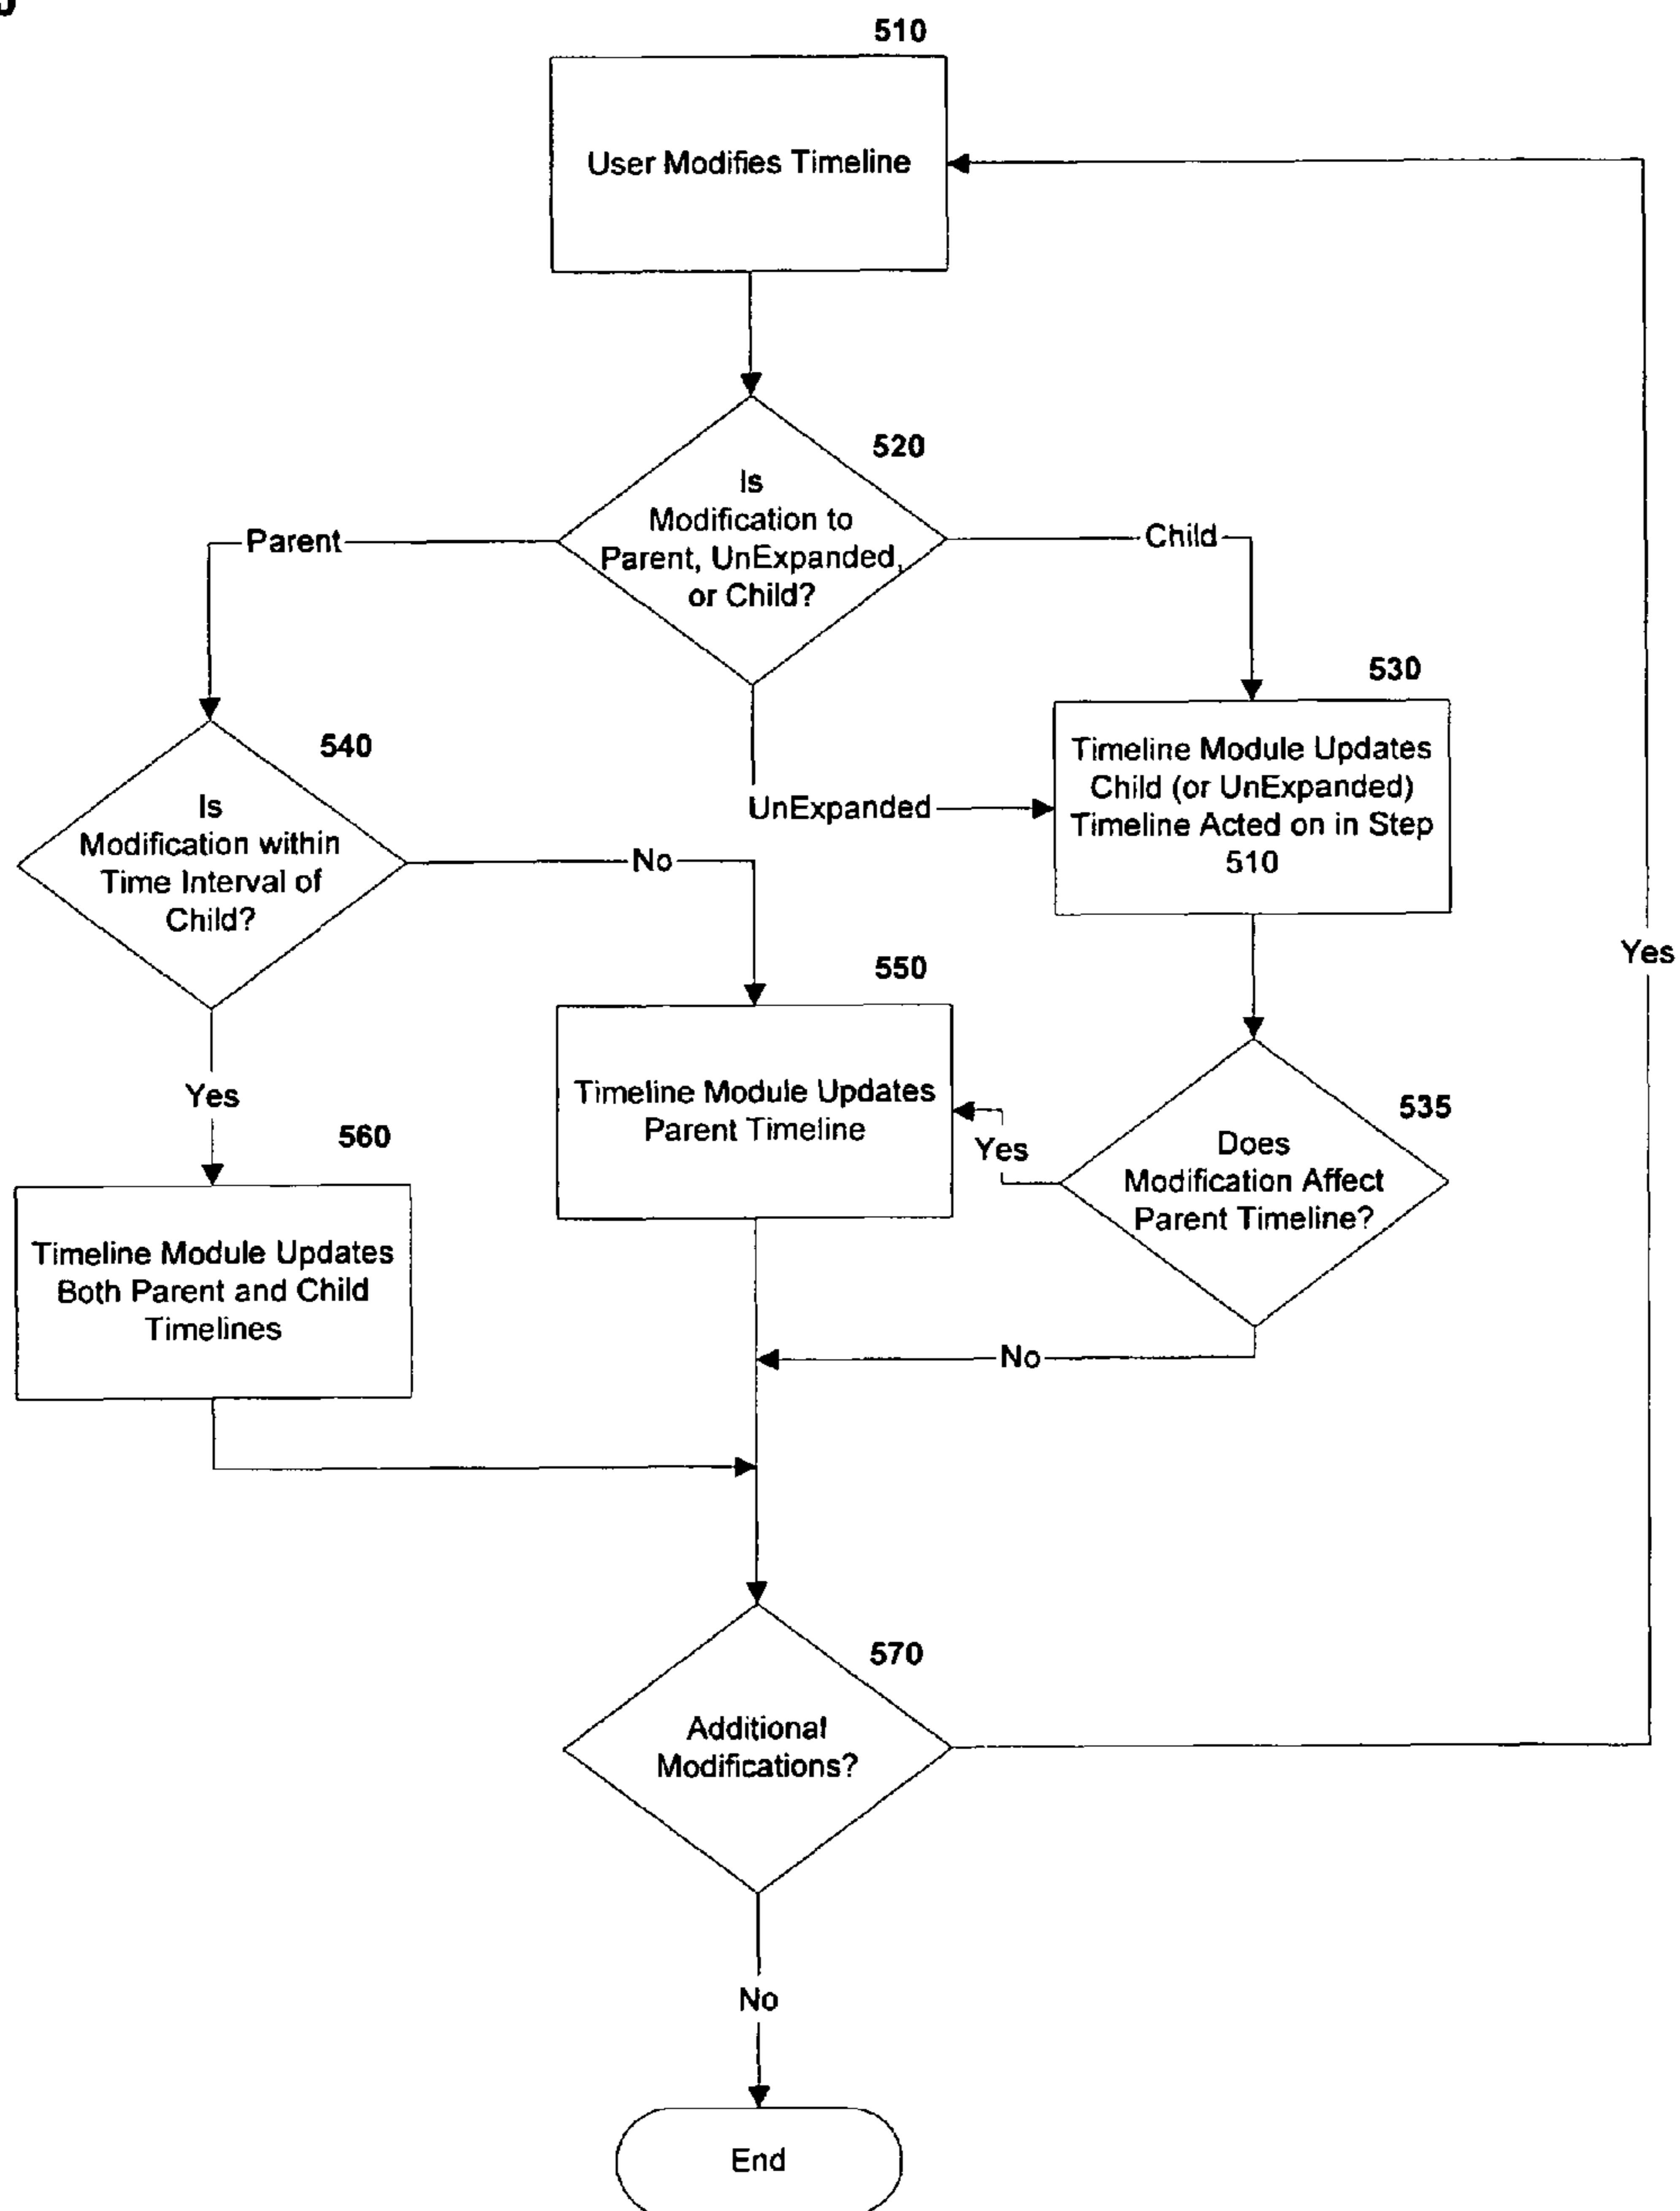 510
User Modifies Timeline
520
Is
Modification to
Parent, UnExpanded,
or Child?
Parent
Child
530
Timeline Module Updates
Child (or UnExpanded)
Timeline Acted on in Step
510
UnExpanded
540
Is
Modification within
Time Interval of
Child?
No
Yes
550
Timeline Module Updates
Parent Timeline
Yes
535
Does
Modification Affect
Parent Timeline?
Yes
560
Timeline Module Updates
Both Parent and Child
Timelines
No
570
Additional
Modifications?
No
End